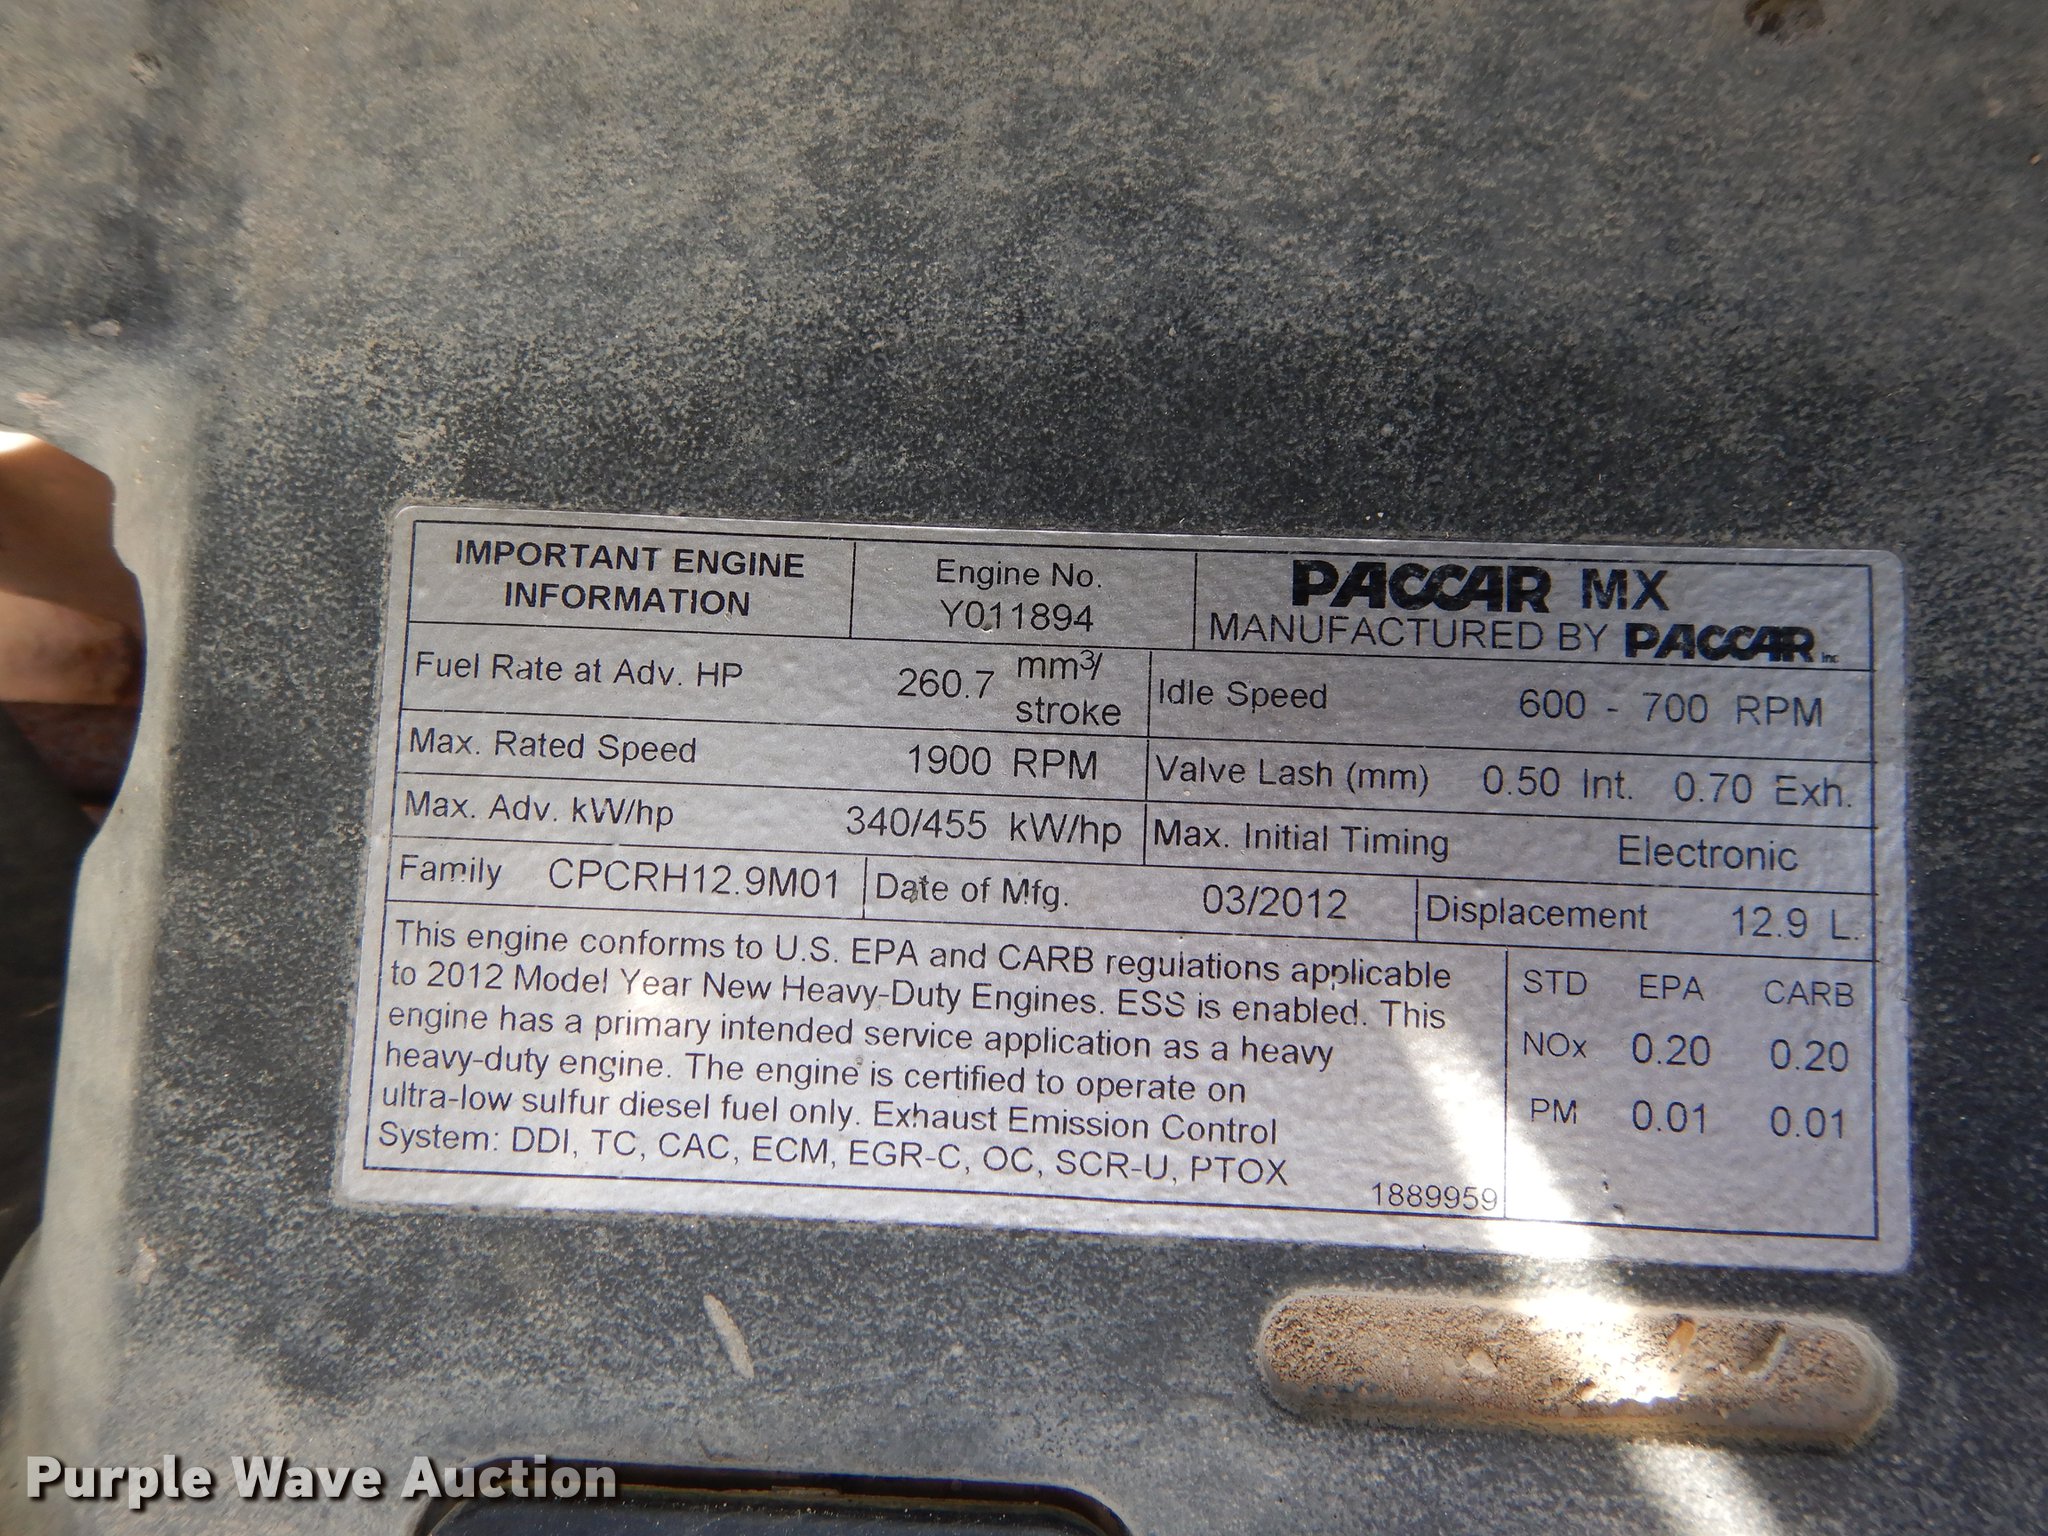 IMPORTANT ENGINE
INFORMATION
Engine No.
Y011894
PACCAR MX
MANUFACTURED BY PACCAR Inc
Fuel Rate at Adv. HP 260.7 mm³/
stroke
Idle Speed 600 - 700 RPM
Max. Rated Speed 1900 RPM
Valve Lash (mm) 0.50 Int. 0.70 Exh.
Max. Adv. kW/hp 340/455 kW/hp
Max. Initial Timing Electronic
Family CPCRH12.9M01
Date of Mfg. 03/2012
Displacement 12.9 L.
This engine conforms to U.S. EPA and CARB regulations applicable
to 2012 Model Year New Heavy-Duty Engines. ESS is enabled. This
engine has a primary intended service application as a heavy
heavy-duty engine. The engine is certified to operate on
ultra-low sulfur diesel fuel only. Exhaust Emission Control
System: DDI, TC, CAC, ECM, EGR-C, OC, SCR-U, PTOX
1889959
STD EPA CARB
NOx 0.20 0.20
PM 0.01 0.01
Purple Wave Auction